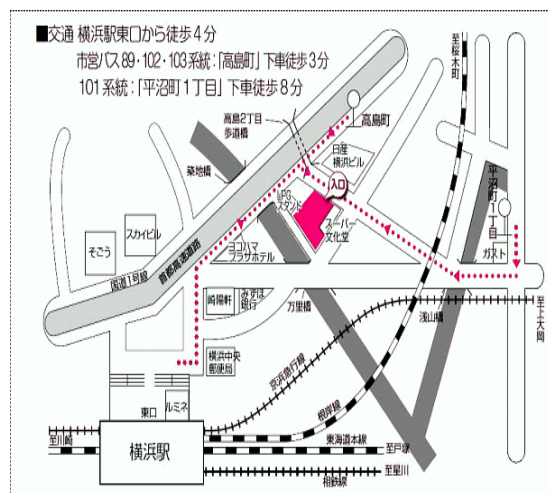 ■交通 横浜駅東口から徒歩4分
市営バス89・102・103系統:「高島町」下車徒歩3分
101系統:「平沼町1丁目」下車徒歩8分
至桜木町
高島2丁目
歩道橋
高島町
築地橋
日産
横浜ビル
入口
平沼町1丁目
LPG
スタンド
スーパー
文化堂
スカイビル
そごう
ヨコハマ
プラザホテル
ガスト
国道1号線
首都高速道路
崎陽軒
みずほ
銀行
万里橋
浅山橋
至上大岡
横浜中央
郵便局
京浜急行線
根岸線
東口
ルミネ
至川崎
横浜駅
東海道本線
至戸塚
至星川
相鉄線